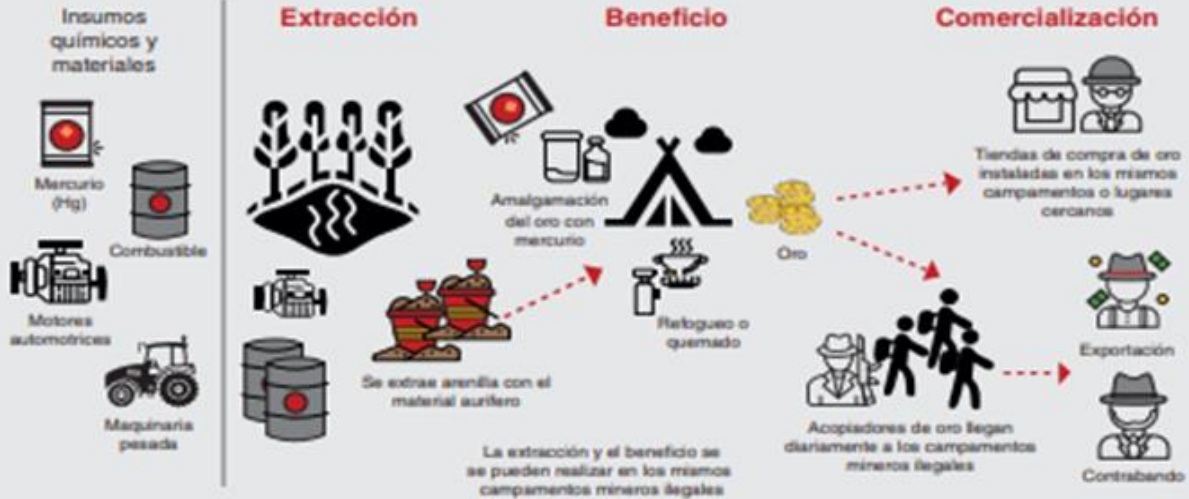 Insumos
químicos y
materiales
Mercurio
(Hg)
Combustible
Motores
automotrices
Maquinaria
pesada
Extracción
Se extrae arenilla con el
material aurífero
Beneficio
Amalgamación
del oro con
mercurio
Refogueo o
quemado
Oro
La extracción y el beneficio se
se pueden realizar en los mismos
campamentos mineros ilegales
Comercialización
Tiendas de compra de oro
instaladas en los mismos
campamentos o lugares
cercanos
Acopiadores de oro llegan
diariamente a los campamentos
mineros ilegales
Exportación
Contrabando